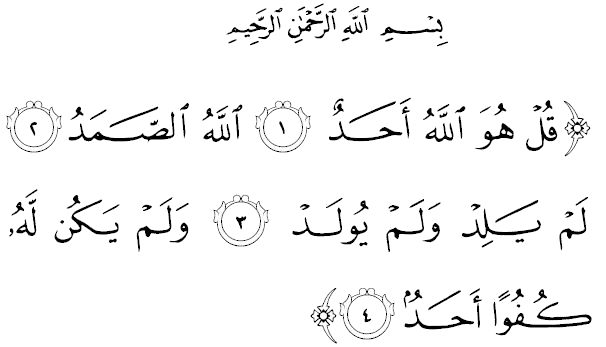 بِسْمِ ٱللَّهِ ٱلرَّحْمَٰنِ ٱلرَّحِيمِ
﴿ قُلْ هُوَ ٱللَّهُ أَحَدٌ ١ ٱللَّهُ ٱلصَّمَدُ ٢
لَمْ يَلِدْ وَلَمْ يُولَدْ ٣ وَلَمْ يَكُن لَّهُۥ
كُفُوًا أَحَدٌۢ ٤ ﴾